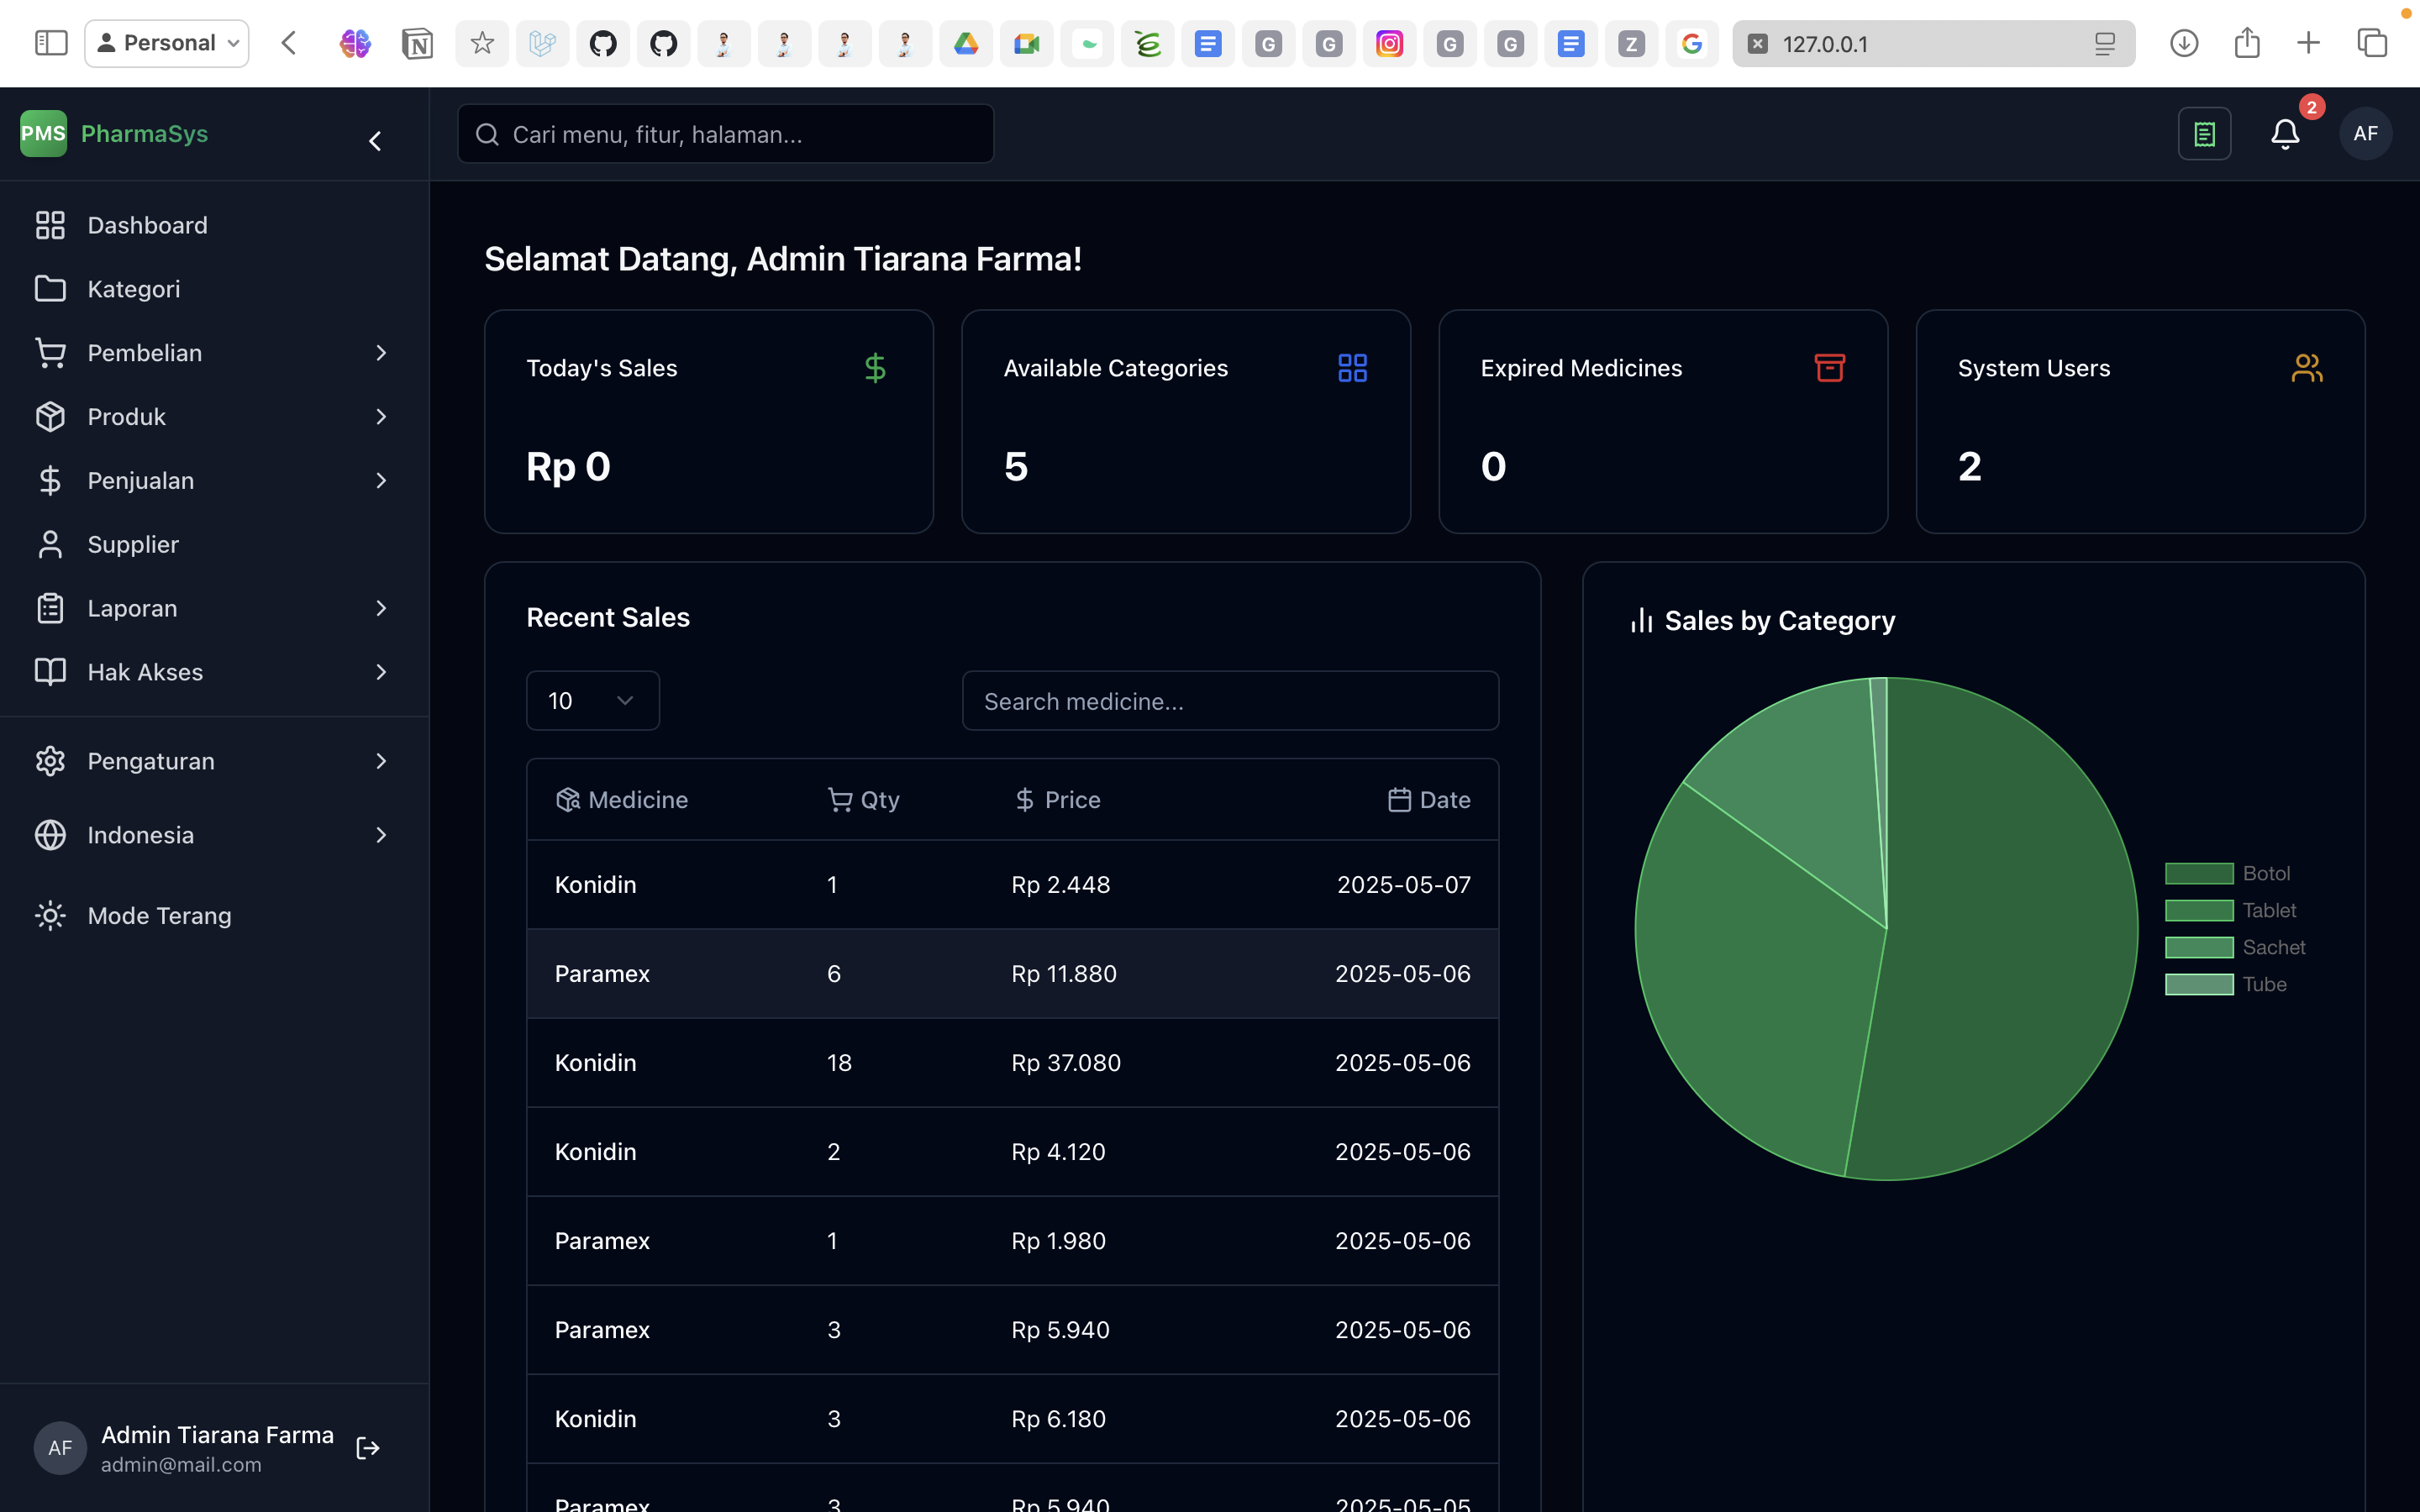 Personal
127.0.0.1
PMS PharmaSys
Cari menu, fitur, halaman...
2
AF
Dashboard
Kategori
Pembelian
Produk
Penjualan
Supplier
Laporan
Hak Akses
Pengaturan
Indonesia
Mode Terang
AF
Admin Tiarana Farma
admin@mail.com
Selamat Datang, Admin Tiarana Farma!
Today's Sales
Rp 0
Available Categories
5
Expired Medicines
0
System Users
2
Recent Sales
10
Search medicine...
Medicine Qty Price Date
Konidin 1 Rp 2.448 2025-05-07
Paramex 6 Rp 11.880 2025-05-06
Konidin 18 Rp 37.080 2025-05-06
Konidin 2 Rp 4.120 2025-05-06
Paramex 1 Rp 1.980 2025-05-06
Paramex 3 Rp 5.940 2025-05-06
Konidin 3 Rp 6.180 2025-05-06
Paramex 3 Rp 5.940 2025-05-05
Sales by Category
Botol
Tablet
Sachet
Tube